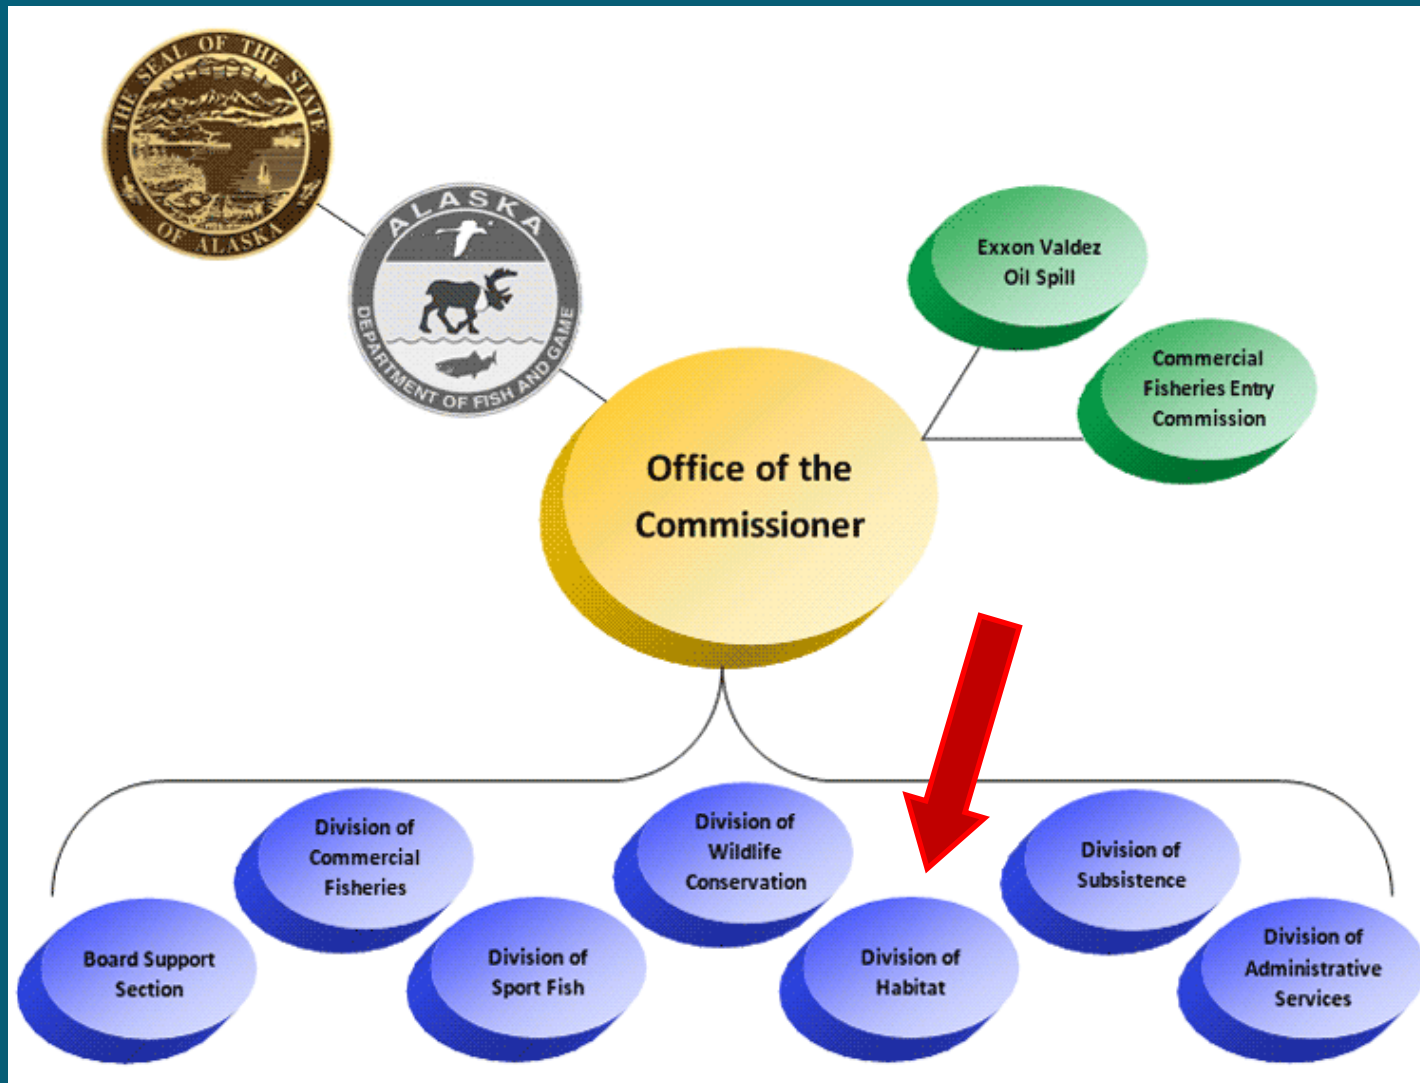 THE SEAL OF THE STATE
OF ALASKA
ALASKA
DEPARTMENT OF FISH AND GAME
Exxon Valdez
Oil Spill
Commercial
Fisheries Entry
Commission
Office of the
Commissioner
Division of
Commercial
Fisheries
Division of
Wildlife
Conservation
Division of
Subsistence
Board Support
Section
Division of
Sport Fish
Division of
Habitat
Division of
Administrative
Services